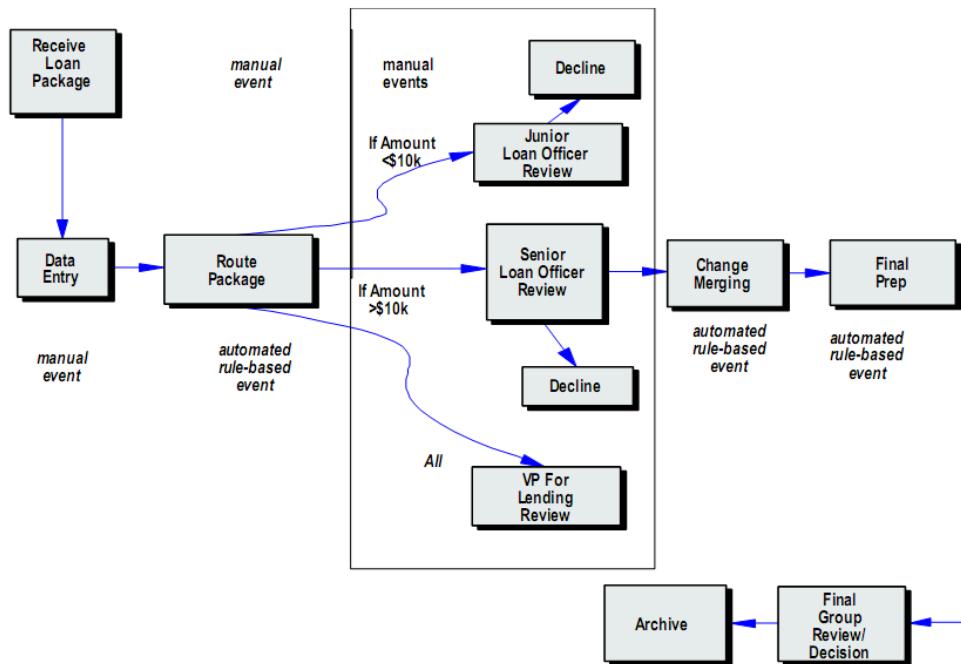 Receive
Loan
Package
manual
event
manual
events
Decline
If Amount
<$10k
Junior
Loan Officer
Review
Data
Entry
Route
Package
Senior
Loan Officer
Review
Change
Merging
Final
Prep
If Amount
>$10k
manual
event
automated
rule-based
event
automated
rule-based
event
automated
rule-based
event
Decline
All
VP For
Lending
Review
Archive
Final
Group
Review/
Decision